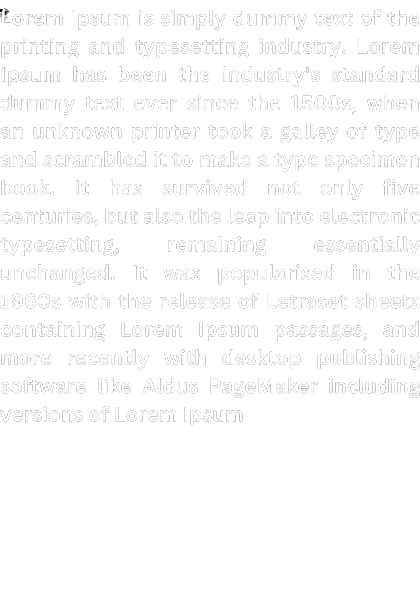 Lorem Ipsum is simply dummy text of the
printing and typesetting industry. Lorem
Ipsum has been the industry's standard
dummy text ever since the 1500s, when
an unknown printer took a galley of type
and scrambled it to make a type specimen
book. It has survived not only five
centuries, but also the leap into electronic
typesetting, remaining essentially
unchanged. It was popularised in the
1960s with the release of Letraset sheets
containing Lorem Ipsum passages, and
more recently with desktop publishing
software like Aldus PageMaker including
versions of Lorem Ipsum